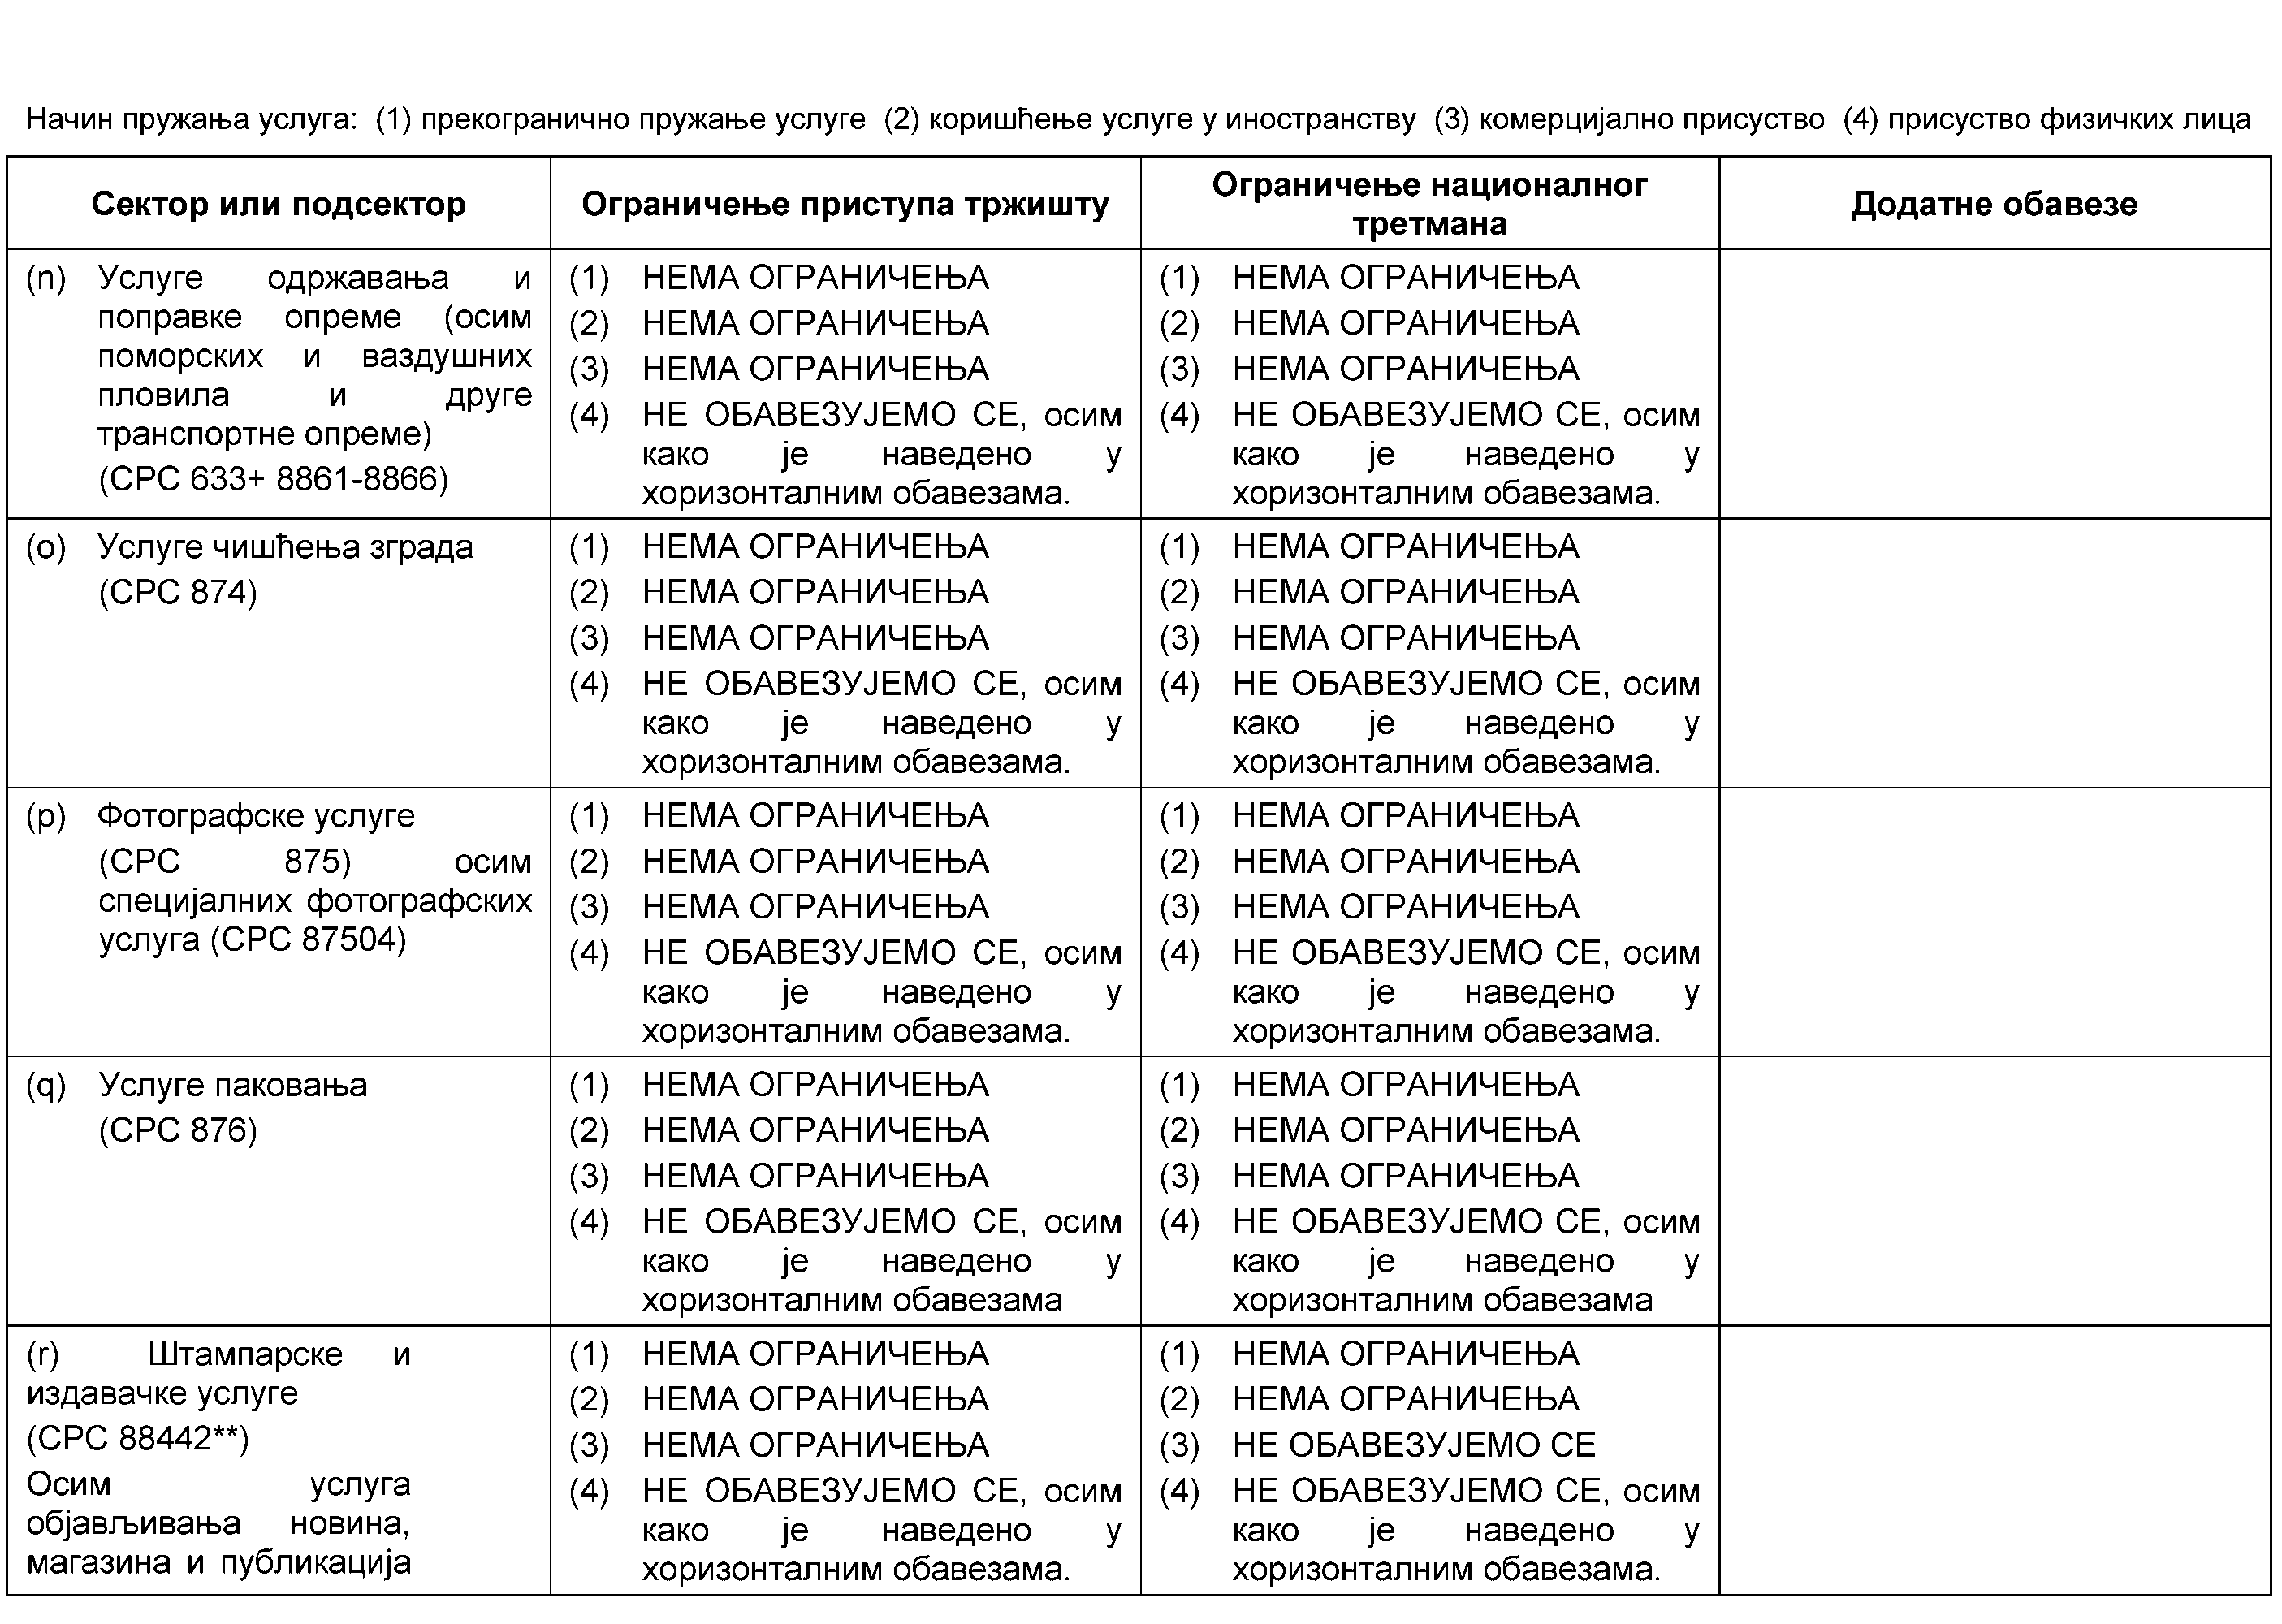 Начин пружања услуга: (1) прекогранично пружање услуге (2) коришћење услуге у иностранству (3) комерцијално присуство (4) присуство физичких лица
Сектор или подсектор
Ограничење приступа тржишту
Ограничење националног
третмана
Додатне обавезе
(n) Услуге одржавања и
поправке опреме (осим
поморских и ваздушних
пловила и друге
транспортне опреме)
(CPC 633+ 8861-8866)
(1) НЕМА ОГРАНИЧЕЊА
(2) НЕМА ОГРАНИЧЕЊА
(3) НЕМА ОГРАНИЧЕЊА
(4) НЕ ОБАВЕЗУЈЕМО СЕ, осим
како је наведено у
хоризонталним обавезама.
(1) НЕМА ОГРАНИЧЕЊА
(2) НЕМА ОГРАНИЧЕЊА
(3) НЕМА ОГРАНИЧЕЊА
(4) НЕ ОБАВЕЗУЈЕМО СЕ, осим
како је наведено у
хоризонталним обавезама.
(o) Услуге чишћења зграда
(CPC 874)
(1) НЕМА ОГРАНИЧЕЊА
(2) НЕМА ОГРАНИЧЕЊА
(3) НЕМА ОГРАНИЧЕЊА
(4) НЕ ОБАВЕЗУЈЕМО СЕ, осим
како је наведено у
хоризонталним обавезама.
(1) НЕМА ОГРАНИЧЕЊА
(2) НЕМА ОГРАНИЧЕЊА
(3) НЕМА ОГРАНИЧЕЊА
(4) НЕ ОБАВЕЗУЈЕМО СЕ, осим
како је наведено у
хоризонталним обавезама.
(p) Фотографске услуге
(CPC 875) осим
специјалних фотографских
услуга (CPC 87504)
(1) НЕМА ОГРАНИЧЕЊА
(2) НЕМА ОГРАНИЧЕЊА
(3) НЕМА ОГРАНИЧЕЊА
(4) НЕ ОБАВЕЗУЈЕМО СЕ, осим
како је наведено у
хоризонталним обавезама.
(1) НЕМА ОГРАНИЧЕЊА
(2) НЕМА ОГРАНИЧЕЊА
(3) НЕМА ОГРАНИЧЕЊА
(4) НЕ ОБАВЕЗУЈЕМО СЕ, осим
како је наведено у
хоризонталним обавезама.
(q) Услуге паковања
(CPC 876)
(1) НЕМА ОГРАНИЧЕЊА
(2) НЕМА ОГРАНИЧЕЊА
(3) НЕМА ОГРАНИЧЕЊА
(4) НЕ ОБАВЕЗУЈЕМО СЕ, осим
како је наведено у
хоризонталним обавезама
(1) НЕМА ОГРАНИЧЕЊА
(2) НЕМА ОГРАНИЧЕЊА
(3) НЕМА ОГРАНИЧЕЊА
(4) НЕ ОБАВЕЗУЈЕМО СЕ, осим
како је наведено у
хоризонталним обавезама
(r) Штампарске и
издавачке услуге
(CPC 88442**)
Осим услуга
објављивања новина,
магазина и публикација
(1) НЕМА ОГРАНИЧЕЊА
(2) НЕМА ОГРАНИЧЕЊА
(3) НЕМА ОГРАНИЧЕЊА
(4) НЕ ОБАВЕЗУЈЕМО СЕ, осим
како је наведено у
хоризонталним обавезама.
(1) НЕМА ОГРАНИЧЕЊА
(2) НЕМА ОГРАНИЧЕЊА
(3) НЕ ОБАВЕЗУЈЕМО СЕ
(4) НЕ ОБАВЕЗУЈЕМО СЕ, осим
како је наведено у
хоризонталним обавезама.